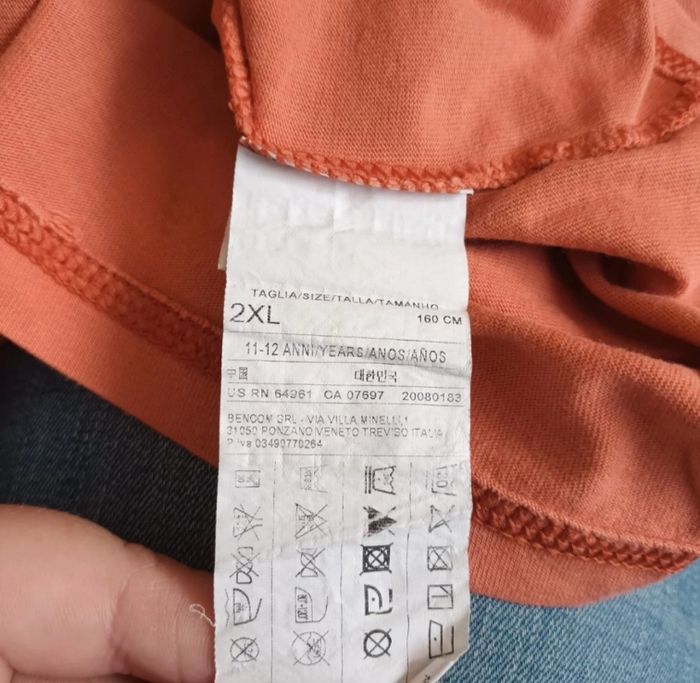 TAGLIA/SIZE/TALLA/TAMANHO
2XL 160 CM
11-12 ANNI/YEARS/ANOS/AÑOS
中國 대한민국
US RN 64961 CA 07697 20080183
BENCOM SRL - VIA VILLA MINELLI,1
31050 PONZANO VENETO TREVISO ITALIA
P.Iva 03490770264